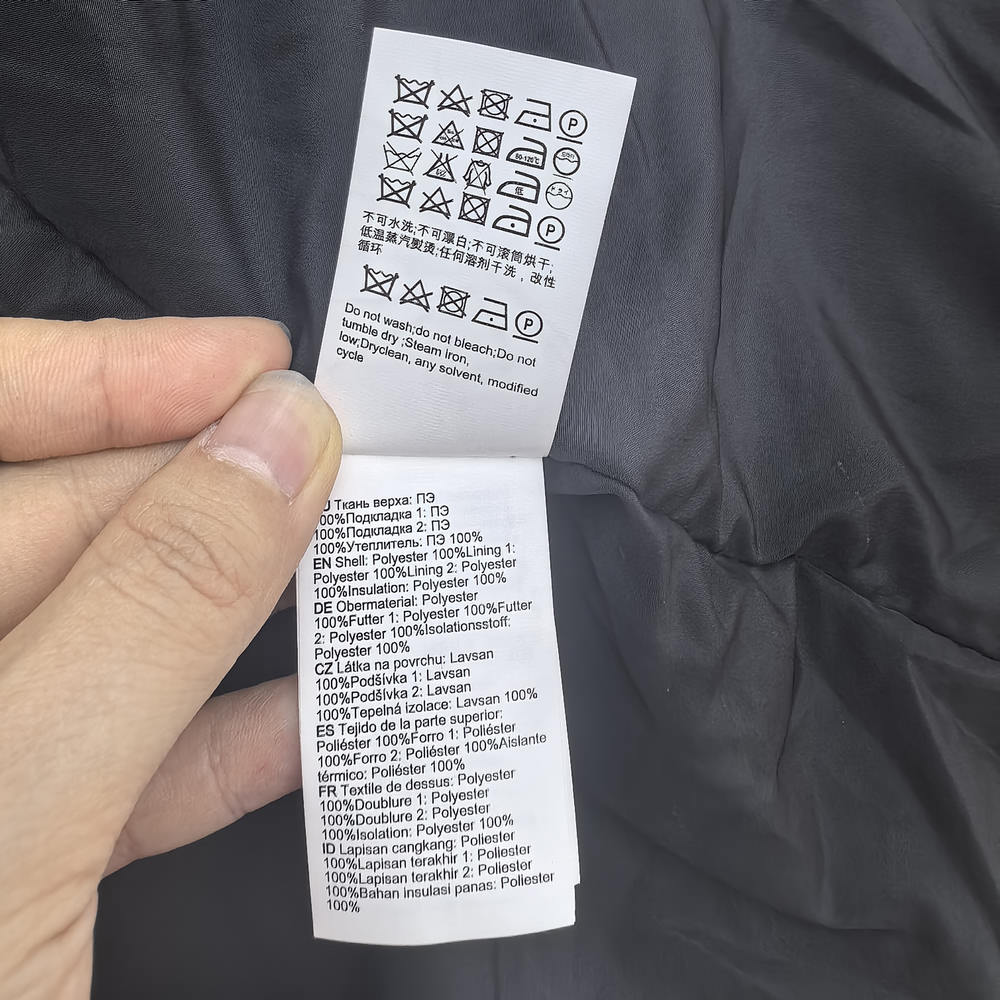 P
80-120℃
低
ドライ
P
不可水洗;不可漂白;不可滚筒烘干;
低温蒸汽熨烫;任何溶剂干洗，改性
循环
P
Do not wash;do not bleach;Do not
tumble dry ;Steam iron,
low;Dryclean, any solvent, modified
cycle
Ткань верха: ПЭ
100%Подкладка 1: ПЭ
100%Подкладка 2: ПЭ
100%Утеплитель: ПЭ 100%
EN Shell: Polyester 100%Lining 1:
Polyester 100%Lining 2: Polyester
100%Insulation: Polyester 100%
DE Obermaterial: Polyester
100%Futter 1: Polyester 100%Futter
2: Polyester 100%Isolationsstoff:
Polyester 100%
CZ Látka na povrchu: Lavsan
100%Podšívka 1: Lavsan
100%Podšívka 2: Lavsan
100%Tepelná izolace: Lavsan 100%
ES Tejido de la parte superior:
Poliéster 100%Forro 1: Poliéster
100%Forro 2: Poliéster 100%Aislante
térmico: Poliéster 100%
FR Textile de dessus: Polyester
100%Doublure 1: Polyester
100%Doublure 2: Polyester
100%Isolation: Polyester 100%
ID Lapisan cangkang: Poliester
100%Lapisan terakhir 1: Poliester
100%Lapisan terakhir 2: Poliester
100%Bahan insulasi panas: Poliester
100%